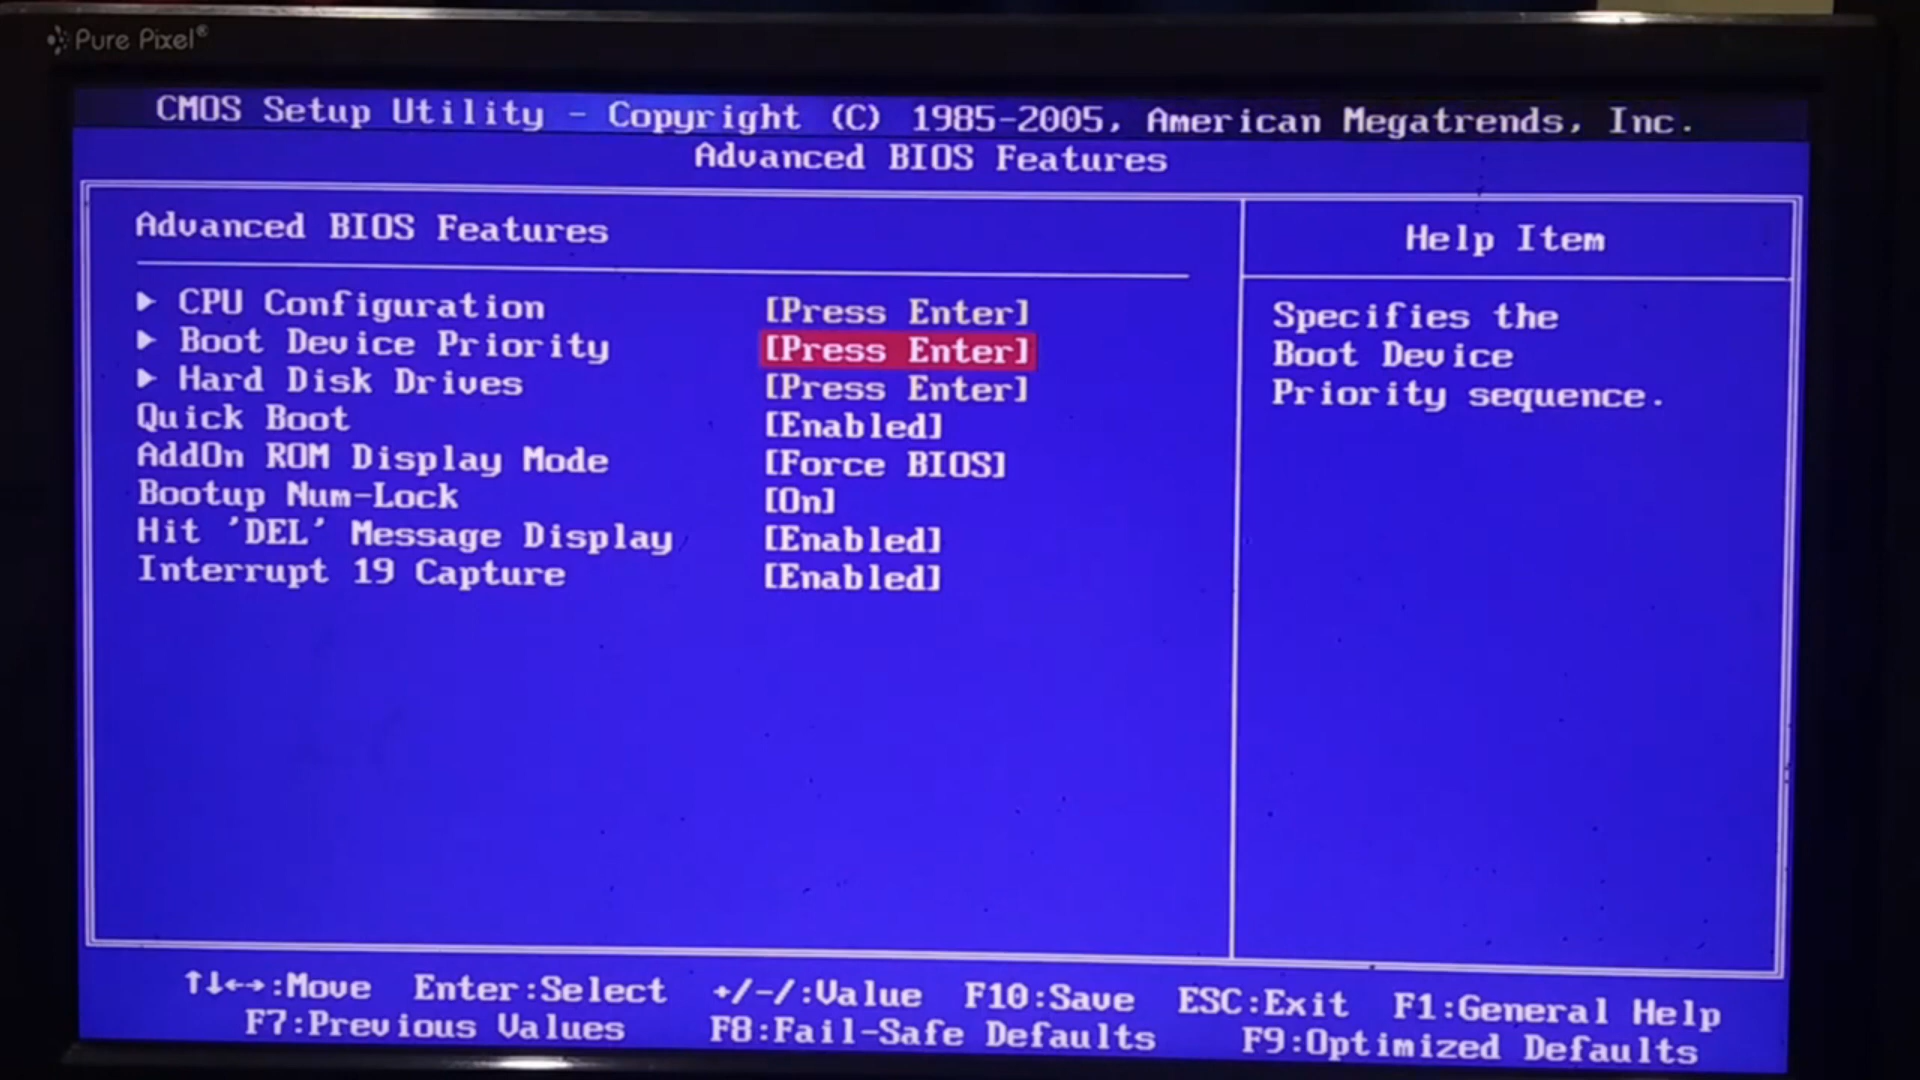 Pure Pixel®
CMOS Setup Utility - Copyright (C) 1985-2005, American Megatrends, Inc.
Advanced BIOS Features
Advanced BIOS Features
Help Item
▶ CPU Configuration [Press Enter]
▶ Boot Device Priority [Press Enter]
▶ Hard Disk Drives [Press Enter]
Quick Boot [Enabled]
AddOn ROM Display Mode [Force BIOS]
Bootup Num-Lock [On]
Hit 'DEL' Message Display [Enabled]
Interrupt 19 Capture [Enabled]
Specifies the
Boot Device
Priority sequence.
↑↓←→:Move Enter:Select +/-/:Value F10:Save ESC:Exit F1:General Help
F7:Previous Values F8:Fail-Safe Defaults F9:Optimized Defaults